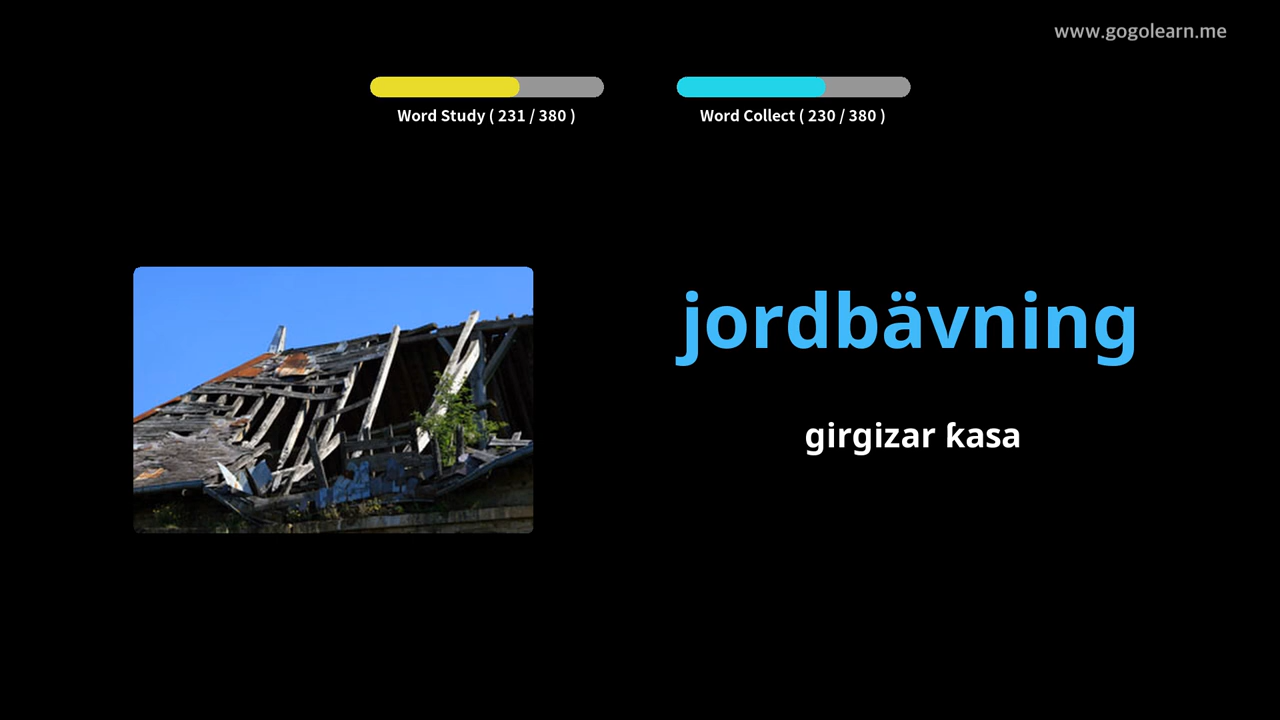 www.gogolearn.me
Word Study ( 231 / 380 )
Word Collect ( 230 / 380 )
jordbävning
girgizar ƙasa